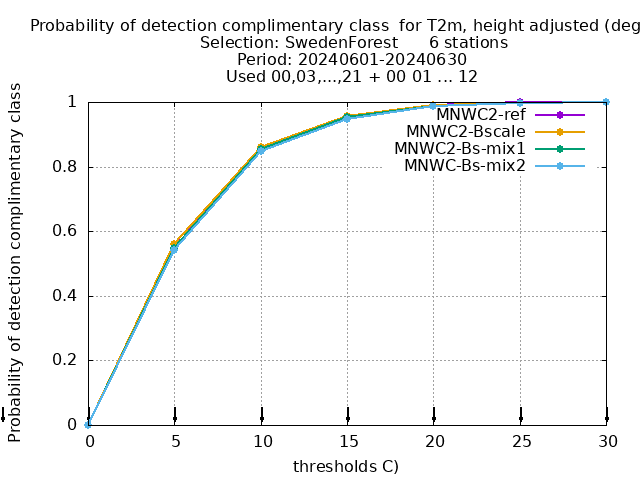 Probability of detection complimentary class for T2m, height adjusted (deg
Selection: SwedenForest 6 stations
Period: 20240601-20240630
Used 00,03,...,21 + 00 01 ... 12
Probability of detection complimentary class
1
0.8
0.6
0.4
0.2
0
MNWC2-ref
MNWC2-Bscale
MNWC2-Bs-mix1
MNWC-Bs-mix2
0 5 10 15 20 25 30
thresholds C)